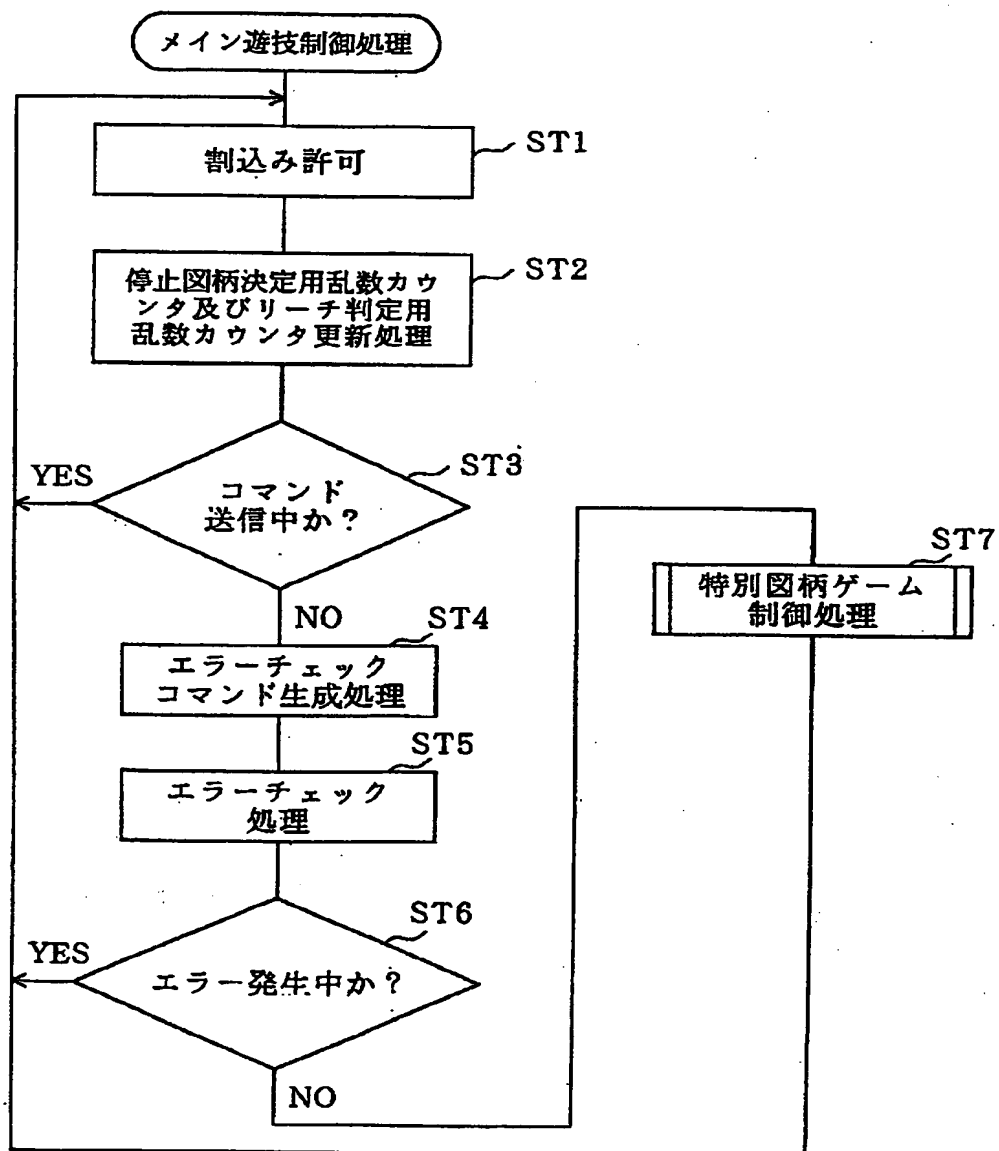 メイン遊技制御処理
割込み許可
ST1
停止図柄決定用乱数カウ
ンタ及びリーチ判定用
乱数カウンタ更新処理
ST2
コマンド
送信中か？
ST3
YES
NO
エラーチェック
コマンド生成処理
ST4
エラーチェック
処理
ST5
エラー発生中か？
ST6
YES
NO
特別図柄ゲーム
制御処理
ST7